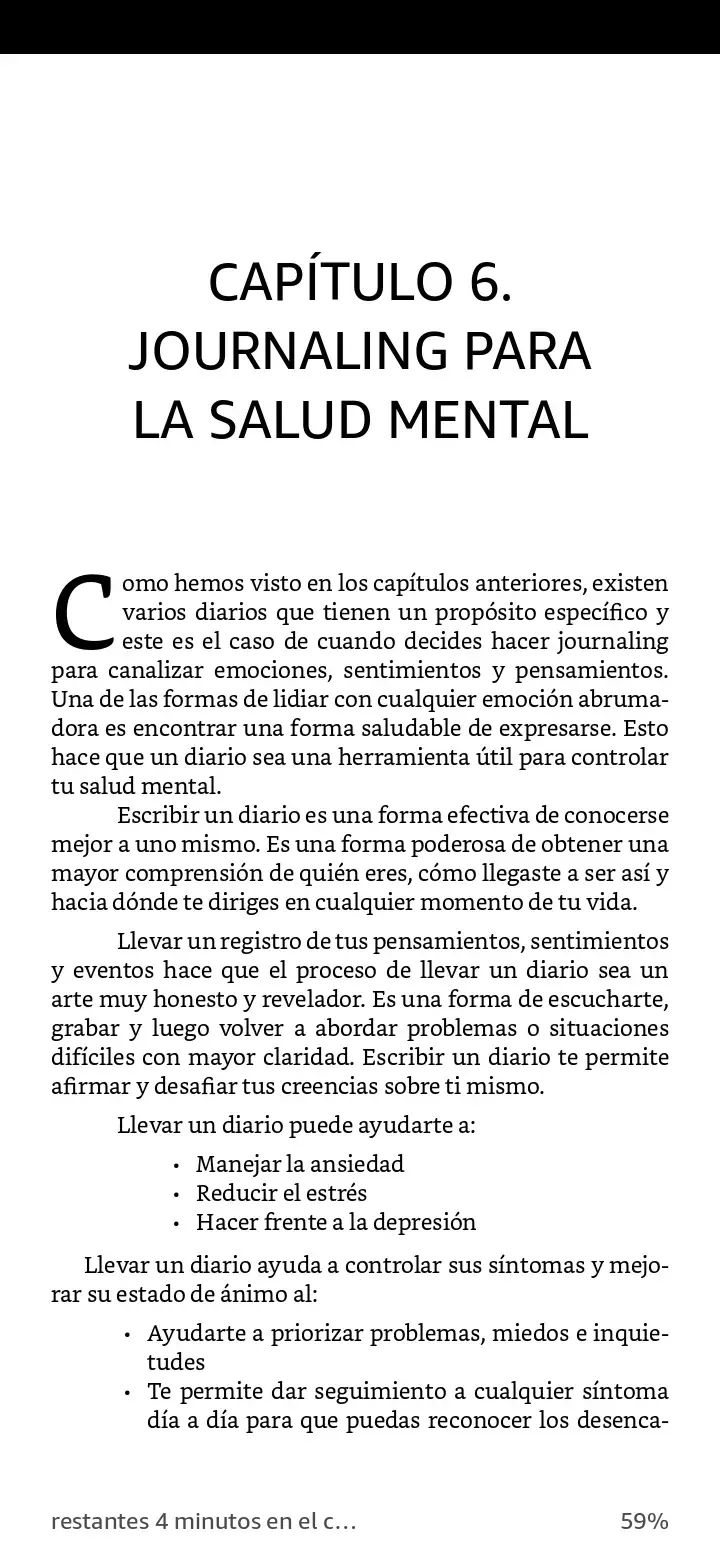 CAPÍTULO 6.
JOURNALING PARA
LA SALUD MENTAL
Como hemos visto en los capítulos anteriores, existen
varios diarios que tienen un propósito específico y
este es el caso de cuando decides hacer journaling
para canalizar emociones, sentimientos y pensamientos.
Una de las formas de lidiar con cualquier emoción abruma-
dora es encontrar una forma saludable de expresarse. Esto
hace que un diario sea una herramienta útil para controlar
tu salud mental.
Escribir un diario es una forma efectiva de conocerse
mejor a uno mismo. Es una forma poderosa de obtener una
mayor comprensión de quién eres, cómo llegaste a ser así y
hacia dónde te diriges en cualquier momento de tu vida.
Llevar un registro de tus pensamientos, sentimientos
y eventos hace que el proceso de llevar un diario sea un
arte muy honesto y revelador. Es una forma de escucharte,
grabar y luego volver a abordar problemas o situaciones
difíciles con mayor claridad. Escribir un diario te permite
afirmar y desafiar tus creencias sobre ti mismo.
Llevar un diario puede ayudarte a:
• Manejar la ansiedad
• Reducir el estrés
• Hacer frente a la depresión
Llevar un diario ayuda a controlar sus síntomas y mejo-
rar su estado de ánimo al:
• Ayudarte a priorizar problemas, miedos e inquie-
tudes
• Te permite dar seguimiento a cualquier síntoma
día a día para que puedas reconocer los desenca-
restantes 4 minutos en el c…
59%